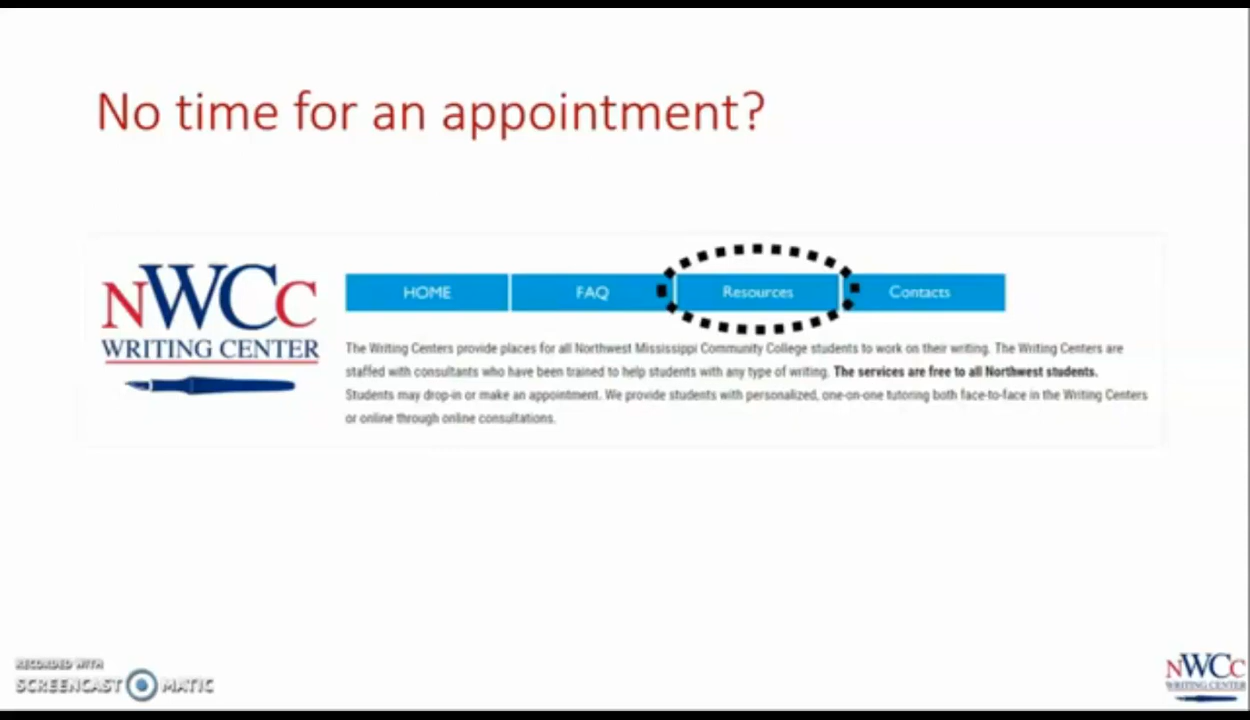 No time for an appointment?
NWCC
WRITING CENTER
HOME FAQ Resources Contacts
The Writing Centers provide places for all Northwest Mississippi Community College students to work on their writing. The Writing Centers are
staffed with consultants who have been trained to help students with any type of writing. The services are free to all Northwest students.
Students may drop-in or make an appointment. We provide students with personalized, one-on-one tutoring both face-to-face in the Writing Centers
or online through online consultations.
RECORDED WITH
SCREENCAST MATIC
NWCC
WRITING CENTER